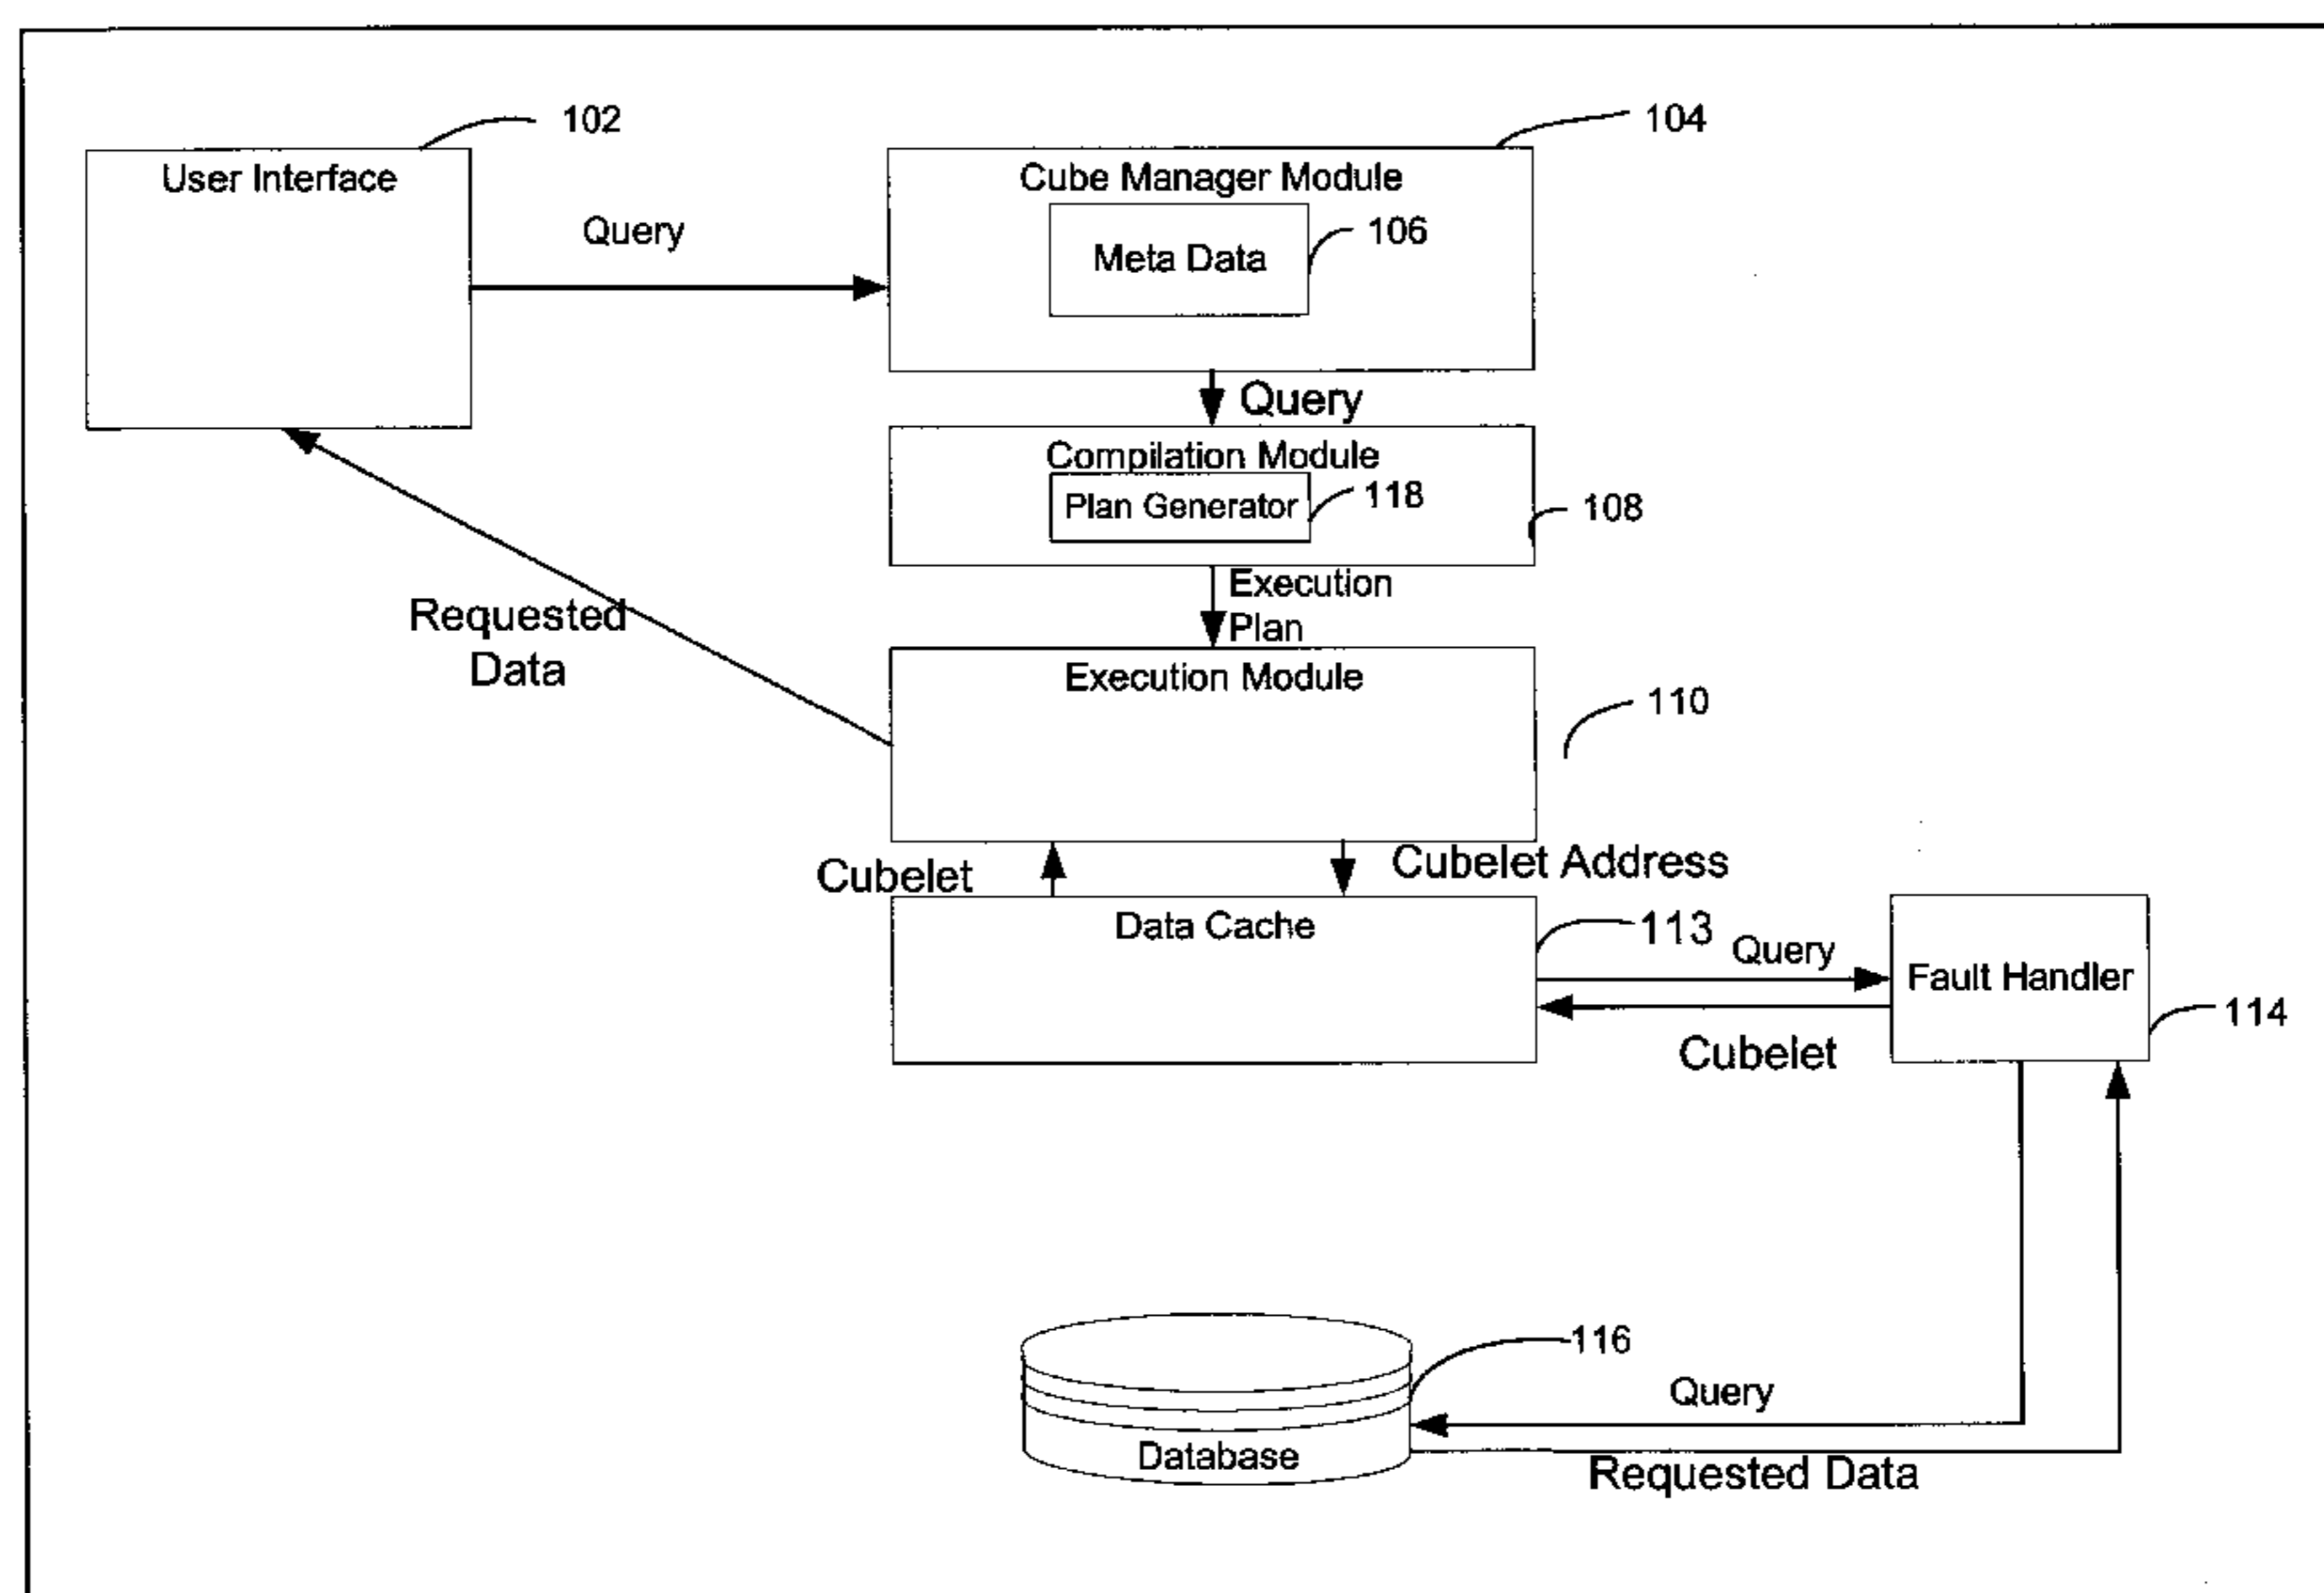 102
104
User Interface
Cube Manager Module
Query
106
Meta Data
Query
Compilation Module
118
Plan Generator
108
Execution
Plan
Requested
Data
Execution Module
110
Cubelet
Cubelet Address
Data Cache
113
Query
Fault Handler
114
Cubelet
116
Query
Database
Requested Data